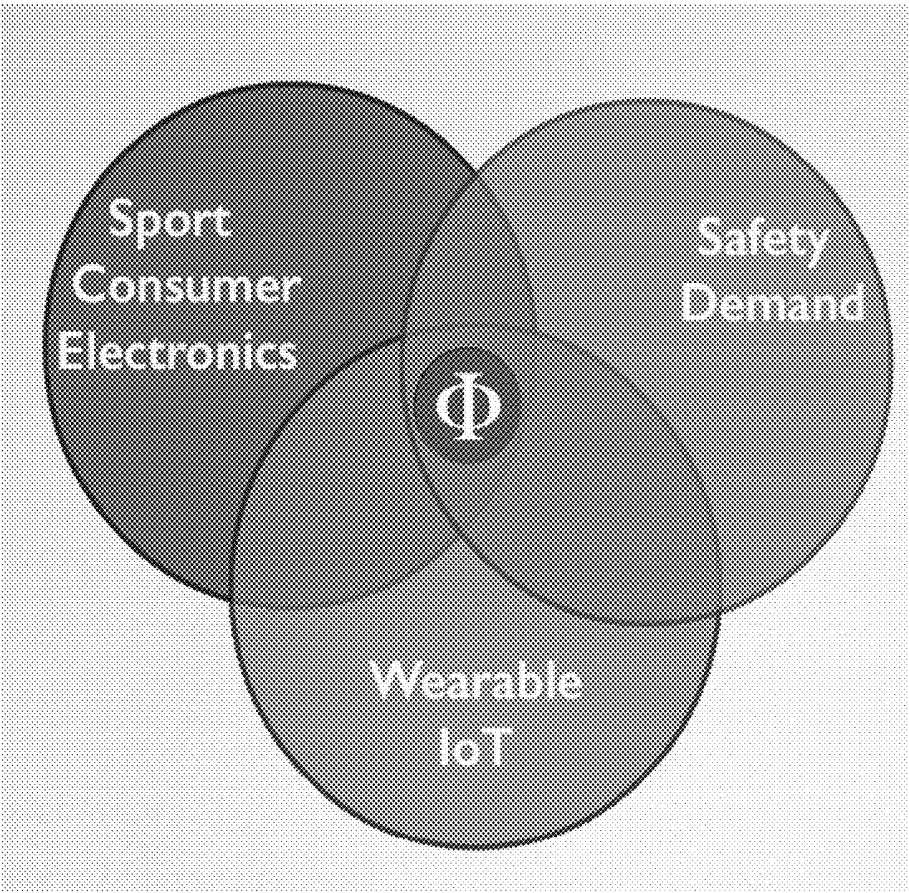 Sport
Consumer
Electronics
Safety
Demand
Φ
Wearable
IoT